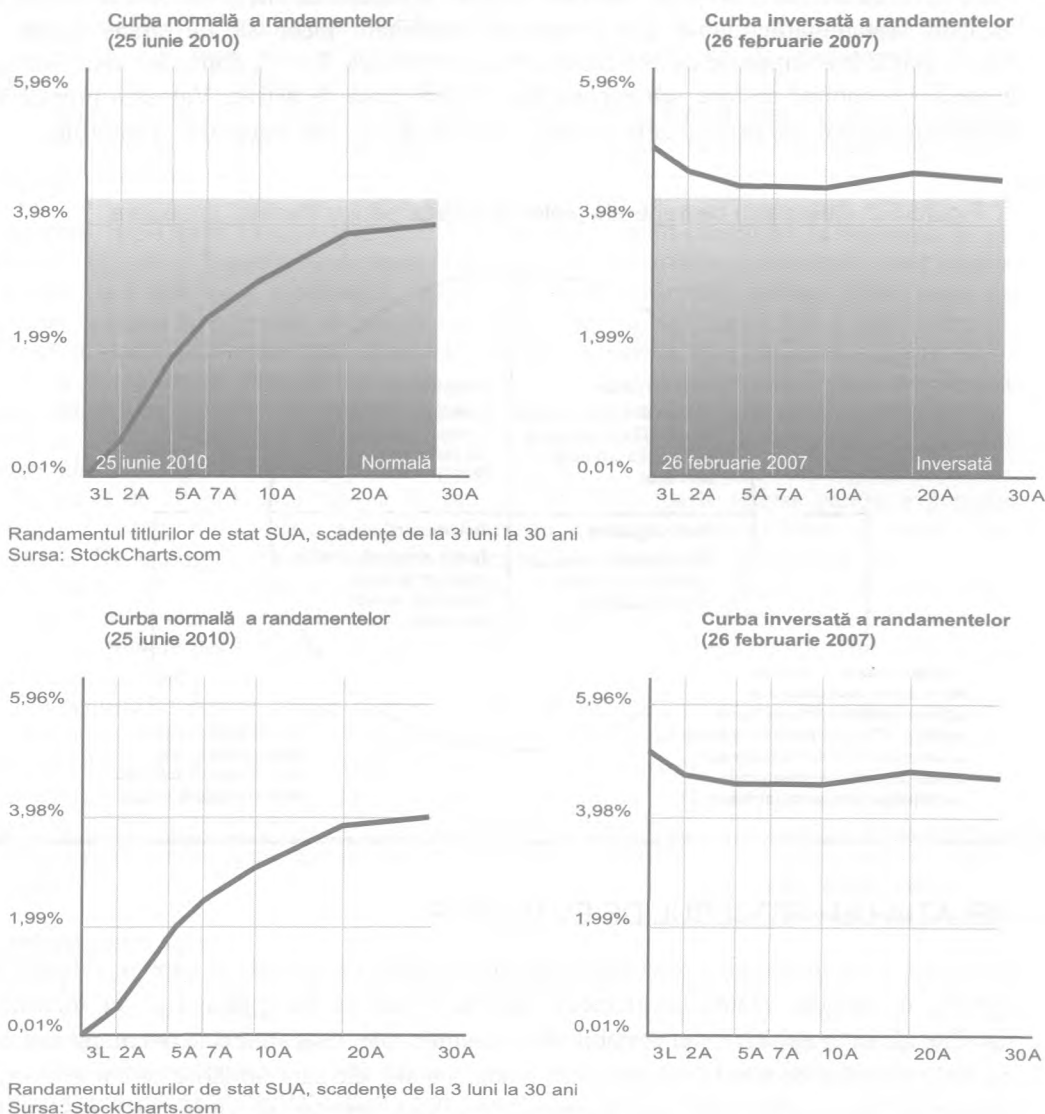 Curba normală a randamentelor
(25 iunie 2010)
5,96%
3,98%
1,99%
0,01%
25 iunie 2010 Normală
3L 2A 5A 7A 10A 20A 30A
Curba inversată a randamentelor
(26 februarie 2007)
5,96%
3,98%
1,99%
0,01%
26 februarie 2007 Inversată
3L 2A 5A 7A 10A 20A 30A
Randamentul titlurilor de stat SUA, scadențe de la 3 luni la 30 ani
Sursa: StockCharts.com
Curba normală a randamentelor
(25 iunie 2010)
5,96%
3,98%
1,99%
0,01%
3L 2A 5A 7A 10A 20A 30A
Curba inversată a randamentelor
(26 februarie 2007)
5,96%
3,98%
1,99%
0,01%
3L 2A 5A 7A 10A 20A 30A
Randamentul titlurilor de stat SUA, scadențe de la 3 luni la 30 ani
Sursa: StockCharts.com